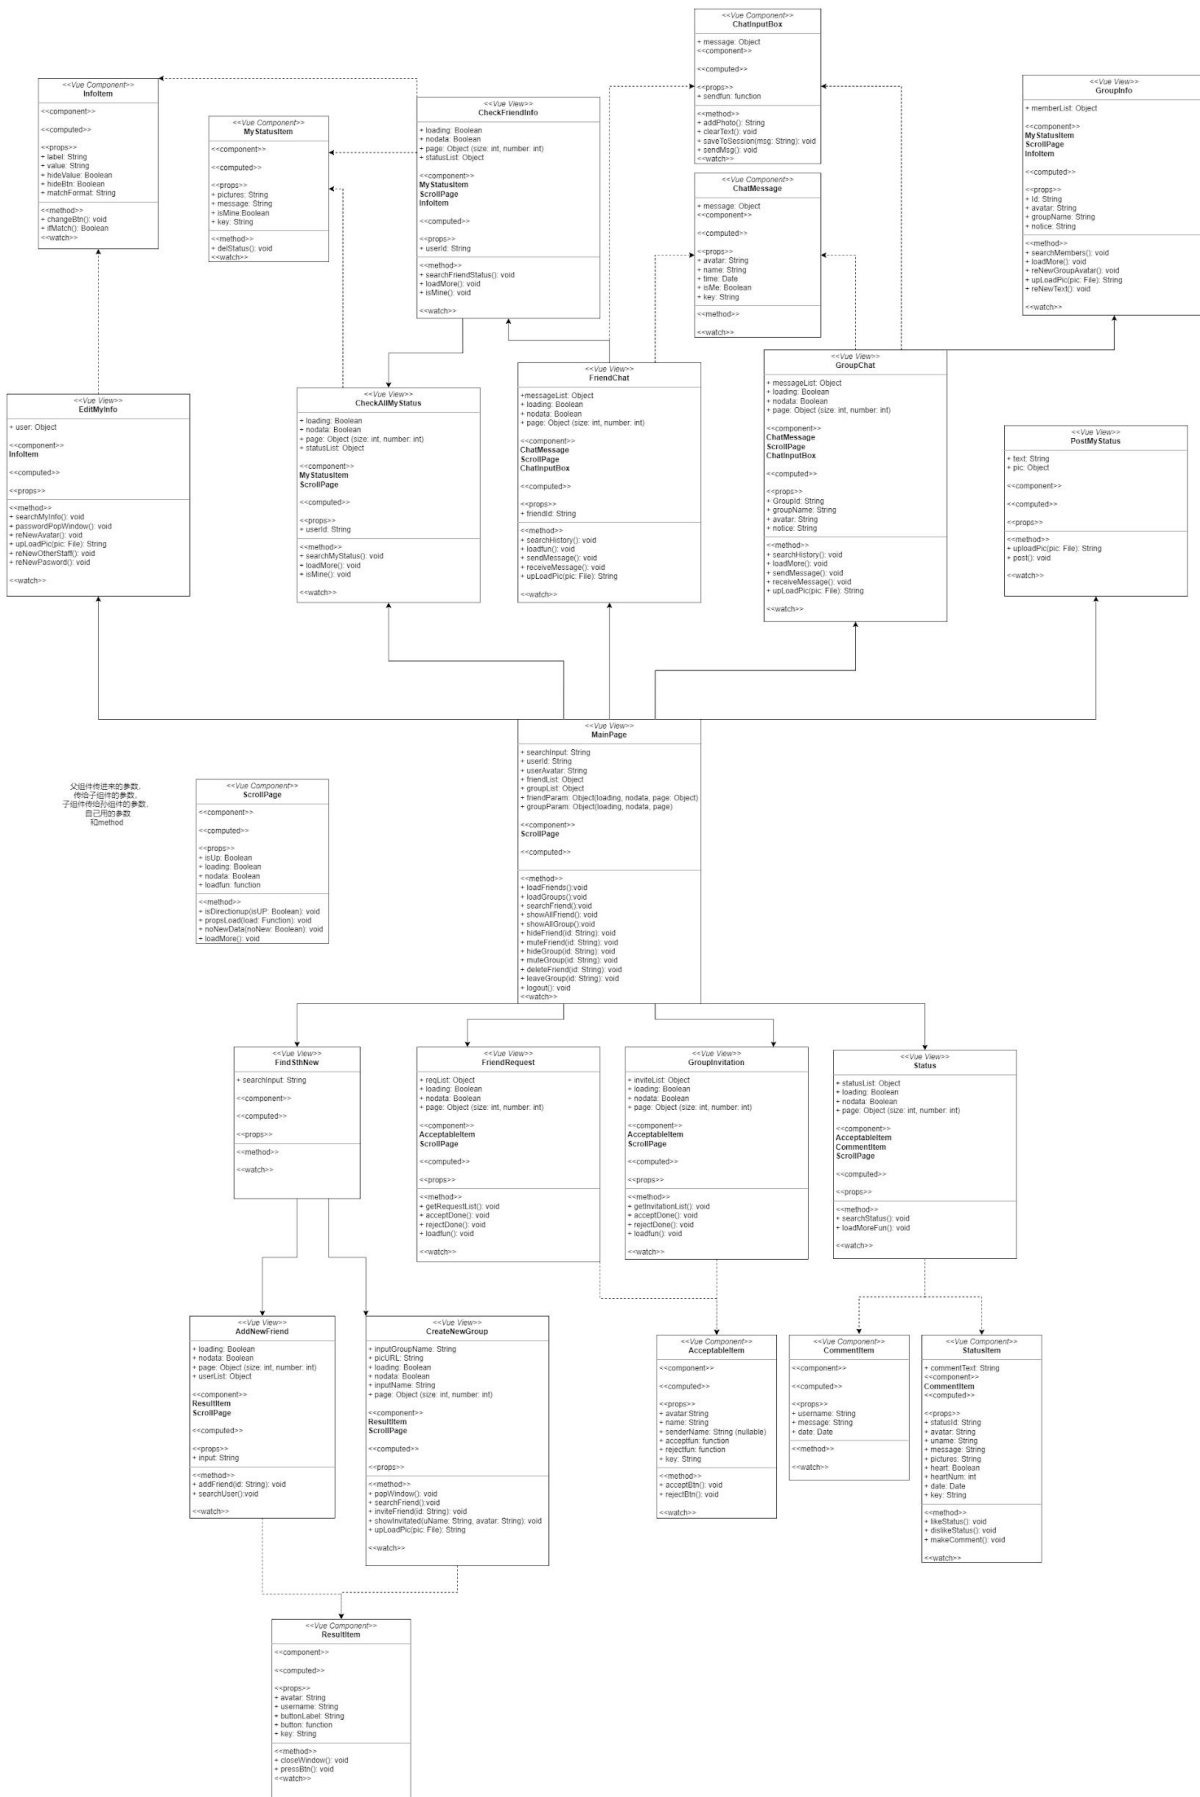 <<Vue Component>>
ChatInputBox
+ message: Object
<<component>>
<<computed>>
<<props>>
+ sendfun: function
<<method>>
+ addPhoto(): String
+ clearText(): void
+ saveToSession(msg: String): void
+ sendMsg(): void
<<watch>>
<<Vue Component>>
InfoItem
<<component>>
<<computed>>
<<props>>
+ label: String
+ value: String
+ hideValue: Boolean
+ hideBtn: Boolean
+ matchFormat: String
<<method>>
+ changeBtn(): void
+ ifMatch(): Boolean
<<watch>>
<<Vue Component>>
MyStatusItem
<<component>>
<<computed>>
<<props>>
+ pictures: String
+ message: String
+ isMine:Boolean
+ key: String
<<method>>
+ delStatus(): void
<<watch>>
<<Vue View>>
CheckFriendInfo
+ loading: Boolean
+ nodata: Boolean
+ page: Object (size: int, number: int)
+ statusList: Object
<<component>>
MyStatusItem
ScrollPage
InfoItem
<<computed>>
<<props>>
+ userId: String
<<method>>
+ searchFriendStatus(): void
+ loadMore(): void
+ isMine(): void
<<watch>>
<<Vue Component>>
ChatMessage
+ message: Object
<<component>>
<<computed>>
<<props>>
+ avatar: String
+ name: String
+ time: Date
+ isMe: Boolean
+ key: String
<<method>>
<<watch>>
<<Vue View>>
GroupInfo
+ memberList: Object
<<component>>
MyStatusItem
ScrollPage
InfoItem
<<computed>>
<<props>>
+ Id: String
+ avatar: String
+ groupName: String
+ notice: String
<<method>>
+ searchMembers(): void
+ loadMore(): void
+ reNewGroupAvatar(): void
+ upLoadPic(pic: File): String
+ reNewText(): void
<<Vue View>>
EditMyInfo
+ user: Object
<<component>>
InfoItem
<<computed>>
<<props>>
<<method>>
+ searchMyInfo(): void
+ passwordPopWindow(): void
+ reNewAvatar(): void
+ upLoadPic(pic: File): String
+ reNewOtherStaff(): void
+ reNewPasword(): void
<<watch>>
<<Vue View>>
CheckAllMyStatus
+ loading: Boolean
+ nodata: Boolean
+ page: Object (size: int, number: int)
+ statusList: Object
<<component>>
MyStatusItem
ScrollPage
<<computed>>
<<props>>
+ userId: String
<<method>>
+ searchMyStatus(): void
+ loadMore(): void
+ isMine(): void
<<watch>>
<<Vue View>>
FriendChat
+messageList: Object
+ loading: Boolean
+ nodata: Boolean
+ page: Object (size: int, number: int)
<<component>>
ChatMessage
ScrollPage
ChatInputBox
<<computed>>
<<props>>
+ friendId: String
<<method>>
+ searchHistory(): void
+ loadfun(): void
+ sendMessage(): void
+ receiveMessage(): void
+ upLoadPic(pic: File): String
<<watch>>
<<Vue View>>
GroupChat
+ messageList: Object
+ loading: Boolean
+ nodata: Boolean
+ page: Object (size: int, number: int)
<<component>>
ChatMessage
ScrollPage
ChatInputBox
<<computed>>
<<props>>
+ GroupId: String
+ groupName: String
+ avatar: String
+ notice: String
<<method>>
+ searchHistory(): void
+ loadMore(): void
+ sendMessage(): void
+ receiveMessage(): void
+ upLoadPic(pic: File): String
<<watch>>
<<Vue View>>
PostMyStatus
+ text: String
+ pic: Object
<<component>>
<<computed>>
<<props>>
<<method>>
+ uploadPic(pic: File): String
+ post(): void
<<watch>>
<<Vue View>>
MainPage
+ searchInput: String
+ userId: String
+ userAvatar: String
+ friendList: Object
+ groupList: Object
+ friendParam: Object(loading, nodata, page: Object)
+ groupParam: Object(loading, nodata, page)
<<component>>
ScrollPage
<<computed>>
<<method>>
+ loadFriends():void
+ loadGroups():void
+ searchFriend():void
+ showAllFriend():void
+ showAllGroup():void
+ hideFriend(id: String): void
+ muteFriend(id: String): void
+ hideGroup(id: String): void
+ muteGroup(id: String): void
+ deleteFriend(id: String): void
+ leaveGroup(id: String): void
+ logout(): void
<<watch>>
父组件传进来的参数,
传给子组件的参数,
子组件传给孙组件的参数,
自己用的参数
和method
<<Vue Component>>
ScrollPage
<<component>>
<<computed>>
<<props>>
+ isUp: Boolean
+ loading: Boolean
+ nodata: Boolean
+ loadfun: function
<<method>>
+ isDirectionup(isUP: Boolean): void
+ propsLoad(load: Function): void
+ noNewData(noNew: Boolean): void
+ loadMore(): void
<<Vue View>>
FindSthNew
+ searchInput: String
<<component>>
<<computed>>
<<props>>
<<method>>
<<watch>>
<<Vue View>>
FriendRequest
+ reqList: Object
+ loading: Boolean
+ nodata: Boolean
+ page: Object (size: int, number: int)
<<component>>
AcceptableItem
ScrollPage
<<computed>>
<<props>>
<<method>>
+ getRequestList(): void
+ acceptDone(): void
+ rejectDone(): void
+ loadfun(): void
<<watch>>
<<Vue View>>
GroupInvitation
+ inviteList: Object
+ loading: Boolean
+ nodata: Boolean
+ page: Object (size: int, number: int)
<<component>>
AcceptableItem
ScrollPage
<<computed>>
<<props>>
<<method>>
+ getInvitationList(): void
+ acceptDone(): void
+ rejectDone(): void
+ loadfun(): void
<<watch>>
<<Vue View>>
Status
+ statusList: Object
+ loading: Boolean
+ nodata: Boolean
+ page: Object (size: int, number: int)
<<component>>
AcceptableItem
CommentItem
ScrollPage
<<computed>>
<<props>>
<<method>>
+ searchStatus(): void
+ loadMoreFun(): void
<<watch>>
<<Vue View>>
AddNewFriend
+ loading: Boolean
+ nodata: Boolean
+ page: Object (size: int, number: int)
+ userList: Object
<<component>>
ResultItem
ScrollPage
<<computed>>
<<props>>
+ input: String
<<method>>
+ addFriend(id: String): void
+ searchUser():void
<<watch>>
<<Vue View>>
CreateNewGroup
+ inputGroupName: String
+ picURL: String
+ loading: Boolean
+ nodata: Boolean
+ inputName: String
+ page: Object (size: int, number: int)
<<component>>
ResultItem
ScrollPage
<<computed>>
<<props>>
<<method>>
+ popWindow(): void
+ searchFriend():void
+ inviteFriend(id: String): void
+ showInvitated(uName: String, avatar: String): void
+ upLoadPic(pic: File): String
<<watch>>
<<Vue Component>>
AcceptableItem
<<component>>
<<computed>>
<<props>>
+ avatar:String
+ name: String
+ senderName: String (nullable)
+ acceptfun: function
+ rejectfun: function
+ key: String
<<method>>
+ acceptBtn(): void
+ rejectBtn(): void
<<watch>>
<<Vue Component>>
CommentItem
<<component>>
<<computed>>
<<props>>
+ username: String
+ message: String
+ date: Date
<<method>>
<<watch>>
<<Vue Component>>
StatusItem
+ commentText: String
<<component>>
CommentItem
<<computed>>
<<props>>
+ statusId: String
+ avatar: String
+ uname: String
+ message: String
+ pictures: String
+ heart: Boolean
+ heartNum: int
+ date: Date
+ key: String
<<method>>
+ likeStatus(): void
+ dislikeStatus(): void
+ makeComment(): void
<<watch>>
<<Vue Component>>
ResultItem
<<component>>
<<computed>>
<<props>>
+ avatar: String
+ username: String
+ buttonLabel: String
+ button: function
+ key: String
<<method>>
+ closeWindow(): void
+ pressBtn(): void
<<watch>>